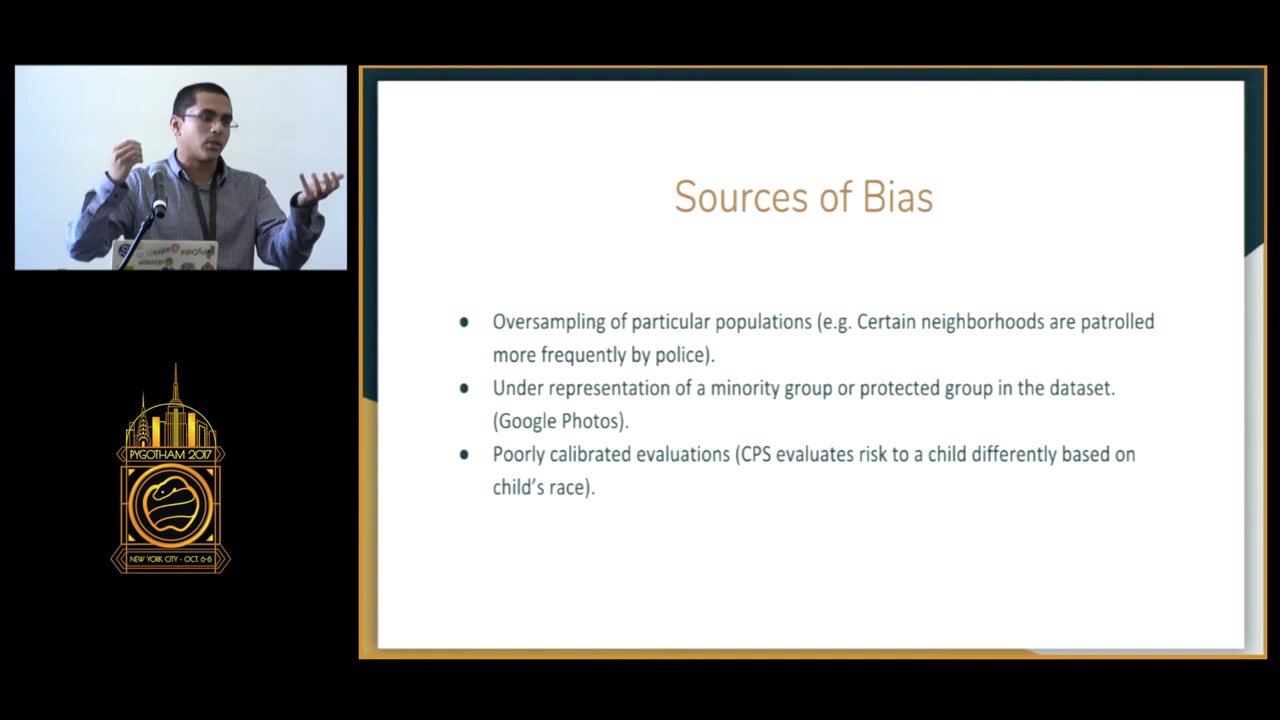 Sources of Bias
● Oversampling of particular populations (e.g. Certain neighborhoods are patrolled
more frequently by police).
● Under representation of a minority group or protected group in the dataset.
(Google Photos).
● Poorly calibrated evaluations (CPS evaluates risk to a child differently based on
child's race).
PYGOTHAM 2017
NEW YORK CITY - OCT. 6-8